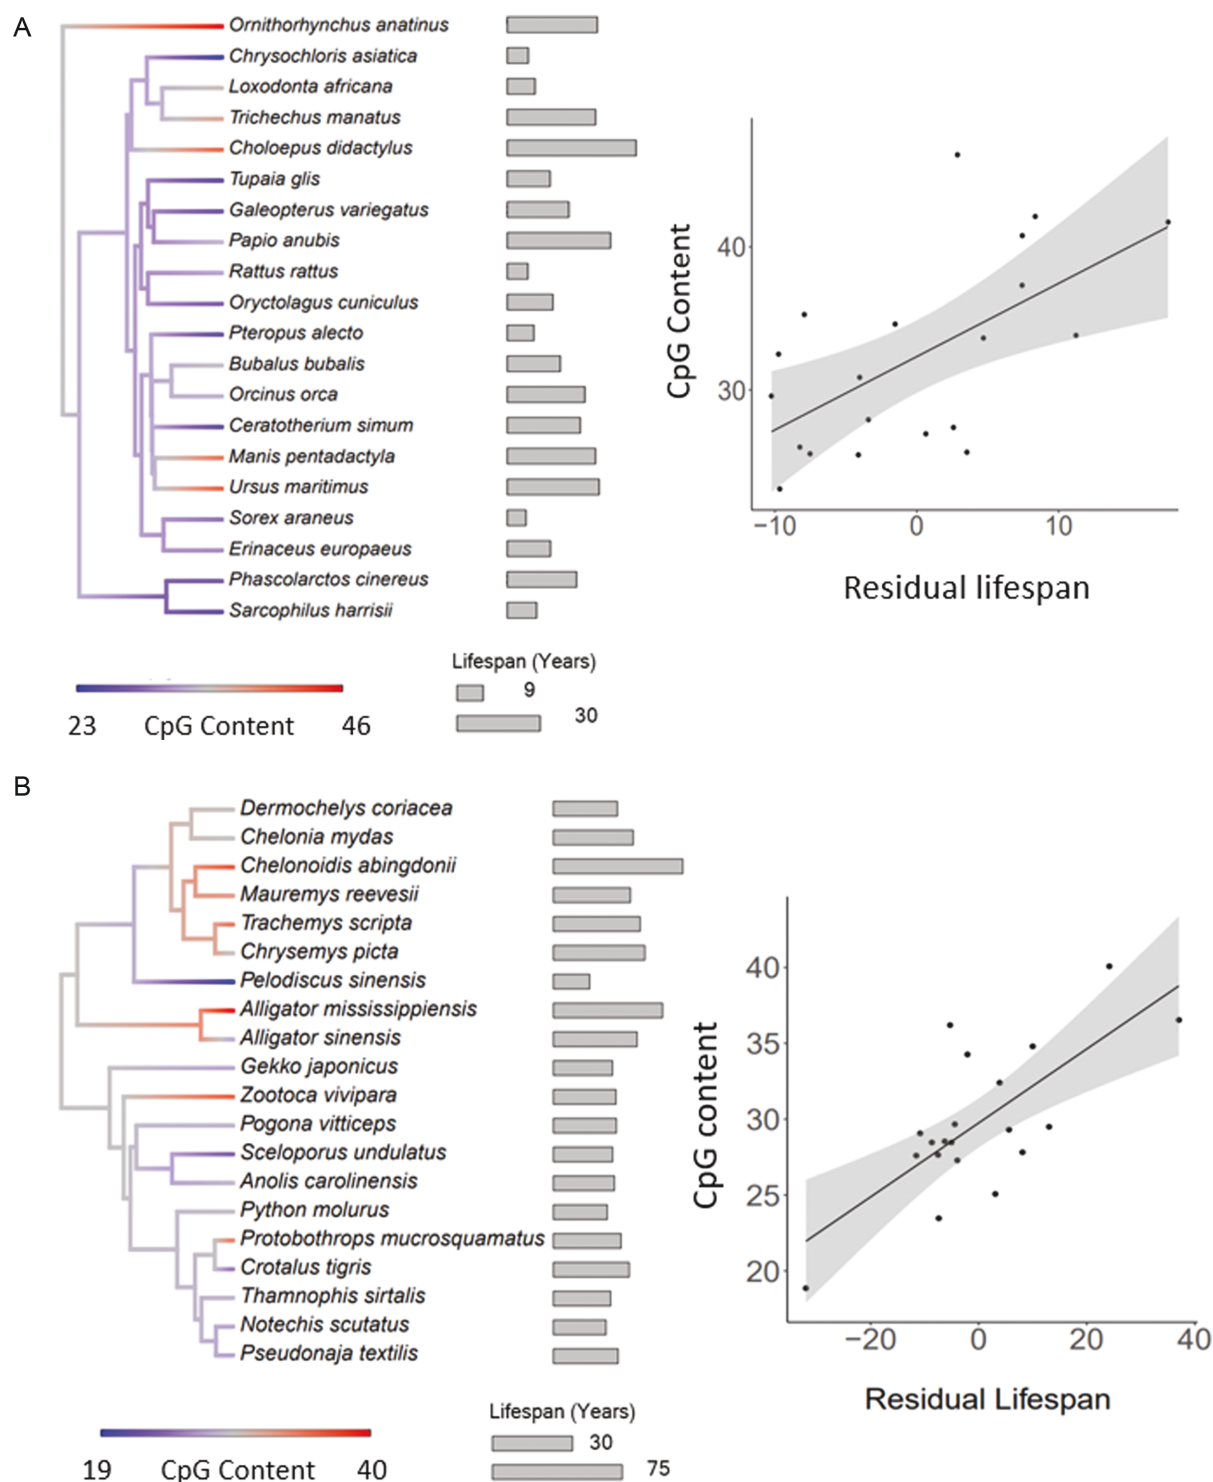 A
Ornithorhynchus anatinus
Chrysochloris asiatica
Loxodonta africana
Trichechus manatus
Choloepus didactylus
Tupaia glis
Galeopterus variegatus
Papio anubis
Rattus rattus
Oryctolagus cuniculus
Pteropus alecto
Bubalus bubalis
Orcinus orca
Ceratotherium simum
Manis pentadactyla
Ursus maritimus
Sorex araneus
Erinaceus europaeus
Phascolarctos cinereus
Sarcophilus harrisii
CpG Content
40
30
−10 0 10
Residual lifespan
23 CpG Content 46
Lifespan (Years)
9
30
B
Dermochelys coriacea
Chelonia mydas
Chelonoidis abingdonii
Mauremys reevesii
Trachemys scripta
Chrysemys picta
Pelodiscus sinensis
Alligator mississippiensis
Alligator sinensis
Gekko japonicus
Zootoca vivipara
Pogona vitticeps
Sceloporus undulatus
Anolis carolinensis
Python molurus
Protobothrops mucrosquamatus
Crotalus tigris
Thamnophis sirtalis
Notechis scutatus
Pseudonaja textilis
CpG content
40
35
30
25
20
−20 0 20 40
Residual Lifespan
19 CpG Content 40
Lifespan (Years)
30
75